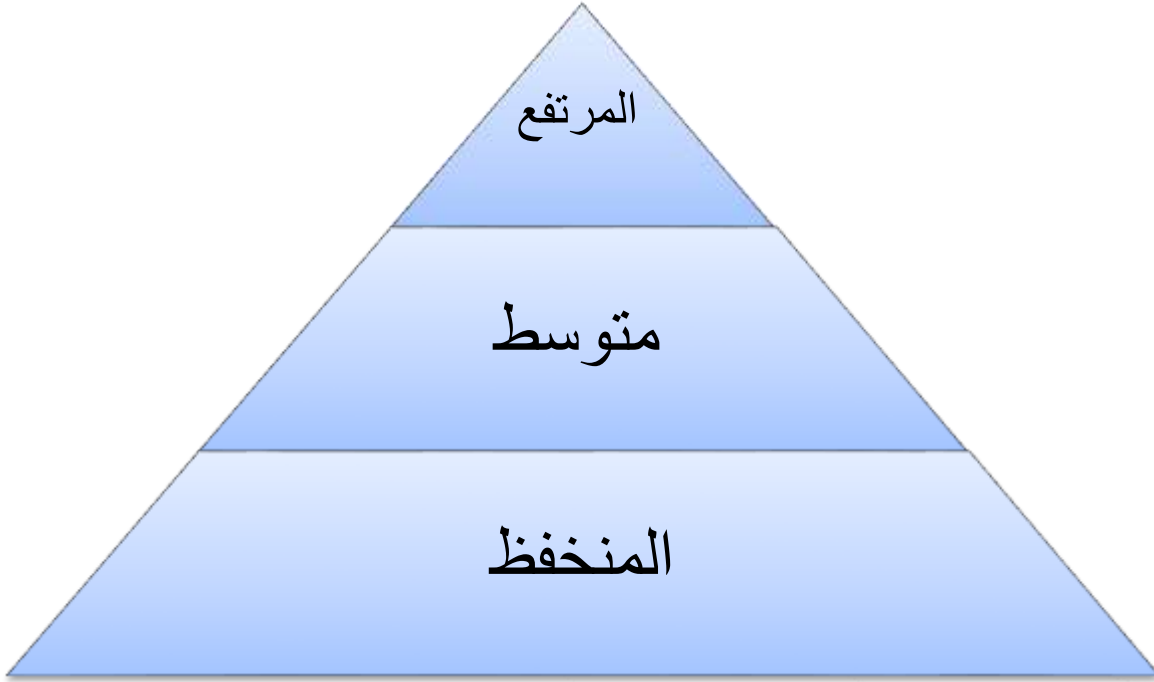 المرتفع
متوسط
المنخفظ